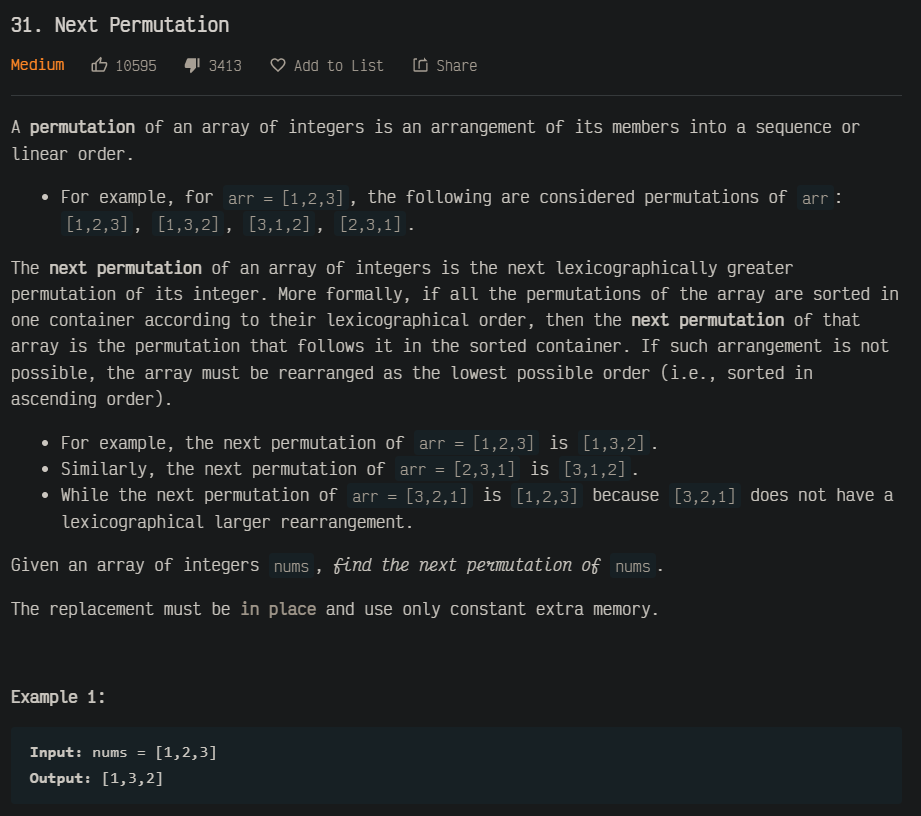 31. Next Permutation
Medium 10595 3413 Add to List Share
A permutation of an array of integers is an arrangement of its members into a sequence or
linear order.
• For example, for arr = [1,2,3], the following are considered permutations of arr:
[1,2,3], [1,3,2], [3,1,2], [2,3,1].
The next permutation of an array of integers is the next lexicographically greater
permutation of its integer. More formally, if all the permutations of the array are sorted in
one container according to their lexicographical order, then the next permutation of that
array is the permutation that follows it in the sorted container. If such arrangement is not
possible, the array must be rearranged as the lowest possible order (i.e., sorted in
ascending order).
• For example, the next permutation of arr = [1,2,3] is [1,3,2].
• Similarly, the next permutation of arr = [2,3,1] is [3,1,2].
• While the next permutation of arr = [3,2,1] is [1,2,3] because [3,2,1] does not have a
lexicographical larger rearrangement.
Given an array of integers nums, find the next permutation of nums.
The replacement must be in place and use only constant extra memory.
Example 1:
Input: nums = [1,2,3]
Output: [1,3,2]